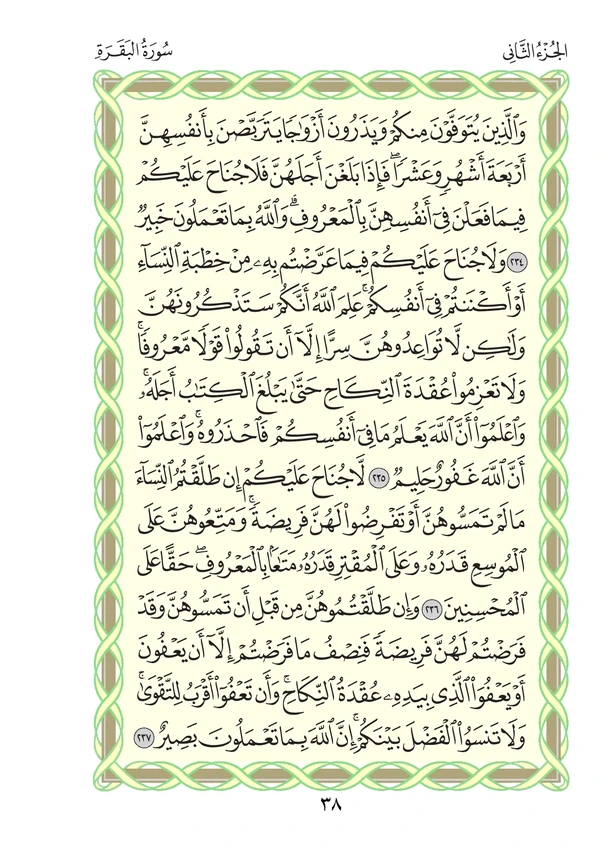 الجُزْءُ الثَّانِي
سُورَةُ البَقَرَةِ
وَٱلَّذِينَ يُتَوَفَّوْنَ مِنكُمْ وَيَذَرُونَ أَزْوَٰجًا يَتَرَبَّصْنَ بِأَنفُسِهِنَّ
أَرْبَعَةَ أَشْهُرٍ وَعَشْرًا ۖ فَإِذَا بَلَغْنَ أَجَلَهُنَّ فَلَا جُنَاحَ عَلَيْكُمْ
فِيمَا فَعَلْنَ فِىٓ أَنفُسِهِنَّ بِٱلْمَعْرُوفِ ۗ وَٱللَّهُ بِمَا تَعْمَلُونَ خَبِيرٌ
٢٣٤ وَلَا جُنَاحَ عَلَيْكُمْ فِيمَا عَرَّضْتُم بِهِۦ مِنْ خِطْبَةِ ٱلنِّسَآءِ
أَوْ أَكْنَنتُمْ فِىٓ أَنفُسِكُمْ ۚ عَلِمَ ٱللَّهُ أَنَّكُمْ سَتَذْكُرُونَهُنَّ
وَلَٰكِن لَّا تُوَاعِدُوهُنَّ سِرًّا إِلَّآ أَن تَقُولُوا۟ قَوْلًا مَّعْرُوفًا ۚ
وَلَا تَعْزِمُوا۟ عُقْدَةَ ٱلنِّكَاحِ حَتَّىٰ يَبْلُغَ ٱلْكِتَٰبُ أَجَلَهُۥ ۚ
وَٱعْلَمُوٓا۟ أَنَّ ٱللَّهَ يَعْلَمُ مَا فِىٓ أَنفُسِكُمْ فَٱحْذَرُوهُ ۚ وَٱعْلَمُوٓا۟
أَنَّ ٱللَّهَ غَفُورٌ حَلِيمٌ ٢٣٥ لَّا جُنَاحَ عَلَيْكُمْ إِن طَلَّقْتُمُ ٱلنِّسَآءَ
مَا لَمْ تَمَسُّوهُنَّ أَوْ تَفْرِضُوا۟ لَهُنَّ فَرِيضَةً ۚ وَمَتِّعُوهُنَّ عَلَى
ٱلْمُوسِعِ قَدَرُهُۥ وَعَلَى ٱلْمُقْتِرِ قَدَرُهُۥ مَتَٰعًۢا بِٱلْمَعْرُوفِ ۖ حَقًّا عَلَى
ٱلْمُحْسِنِينَ ٢٣٦ وَإِن طَلَّقْتُمُوهُنَّ مِن قَبْلِ أَن تَمَسُّوهُنَّ وَقَدْ
فَرَضْتُمْ لَهُنَّ فَرِيضَةً فَنِصْفُ مَا فَرَضْتُمْ إِلَّآ أَن يَعْفُونَ
أَوْ يَعْفُوَا۟ ٱلَّذِى بِيَدِهِۦ عُقْدَةُ ٱلنِّكَاحِ ۚ وَأَن تَعْفُوٓا۟ أَقْرَبُ لِلتَّقْوَىٰ ۚ
وَلَا تَنسَوُا۟ ٱلْفَضْلَ بَيْنَكُمْ ۚ إِنَّ ٱللَّهَ بِمَا تَعْمَلُونَ بَصِيرٌ ٢٣٧
٣٨